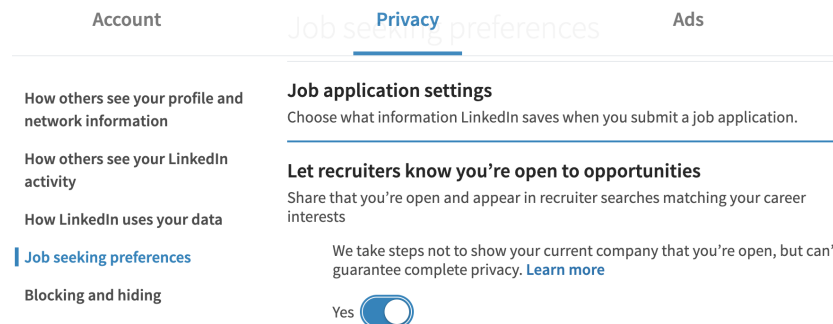 Account Privacy Ads
Job seeking preferences
How others see your profile and
network information
How others see your LinkedIn
activity
How LinkedIn uses your data
Job seeking preferences
Blocking and hiding
Job application settings
Choose what information LinkedIn saves when you submit a job application.
Let recruiters know you’re open to opportunities
Share that you’re open and appear in recruiter searches matching your career
interests
We take steps not to show your current company that you’re open, but can’
guarantee complete privacy. Learn more
Yes